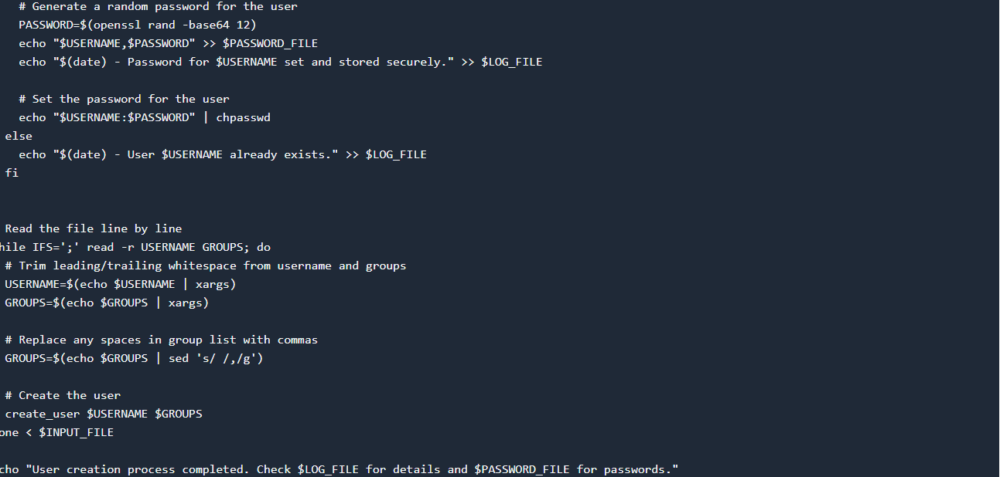 # Generate a random password for the user
PASSWORD=$(openssl rand -base64 12)
echo "$USERNAME,$PASSWORD" >> $PASSWORD_FILE
echo "$(date) - Password for $USERNAME set and stored securely." >> $LOG_FILE
# Set the password for the user
echo "$USERNAME:$PASSWORD" | chpasswd
else
echo "$(date) - User $USERNAME already exists." >> $LOG_FILE
fi
Read the file line by line
hile IFS=';' read -r USERNAME GROUPS; do
# Trim leading/trailing whitespace from username and groups
USERNAME=$(echo $USERNAME | xargs)
GROUPS=$(echo $GROUPS | xargs)
# Replace any spaces in group list with commas
GROUPS=$(echo $GROUPS | sed 's/ /,/g')
# Create the user
create_user $USERNAME $GROUPS
one < $INPUT_FILE
cho "User creation process completed. Check $LOG_FILE for details and $PASSWORD_FILE for passwords."